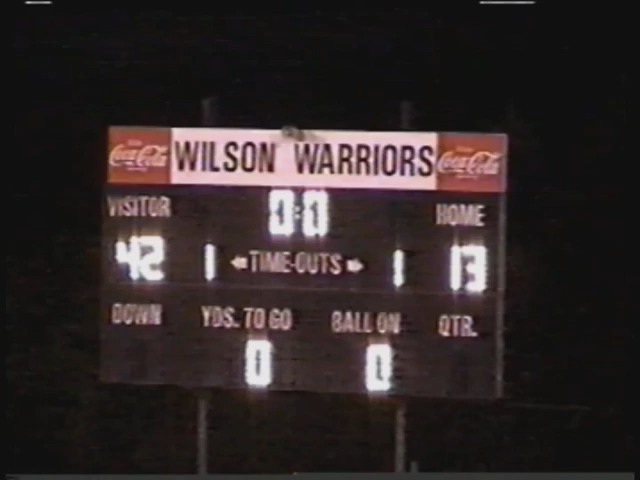 Coca-Cola WILSON WARRIORS Coca-Cola
VISITOR 0:0 HOME
42 1 TIME-OUTS 1 13
DOWN YDS. TO GO BALL ON QTR.
0 0